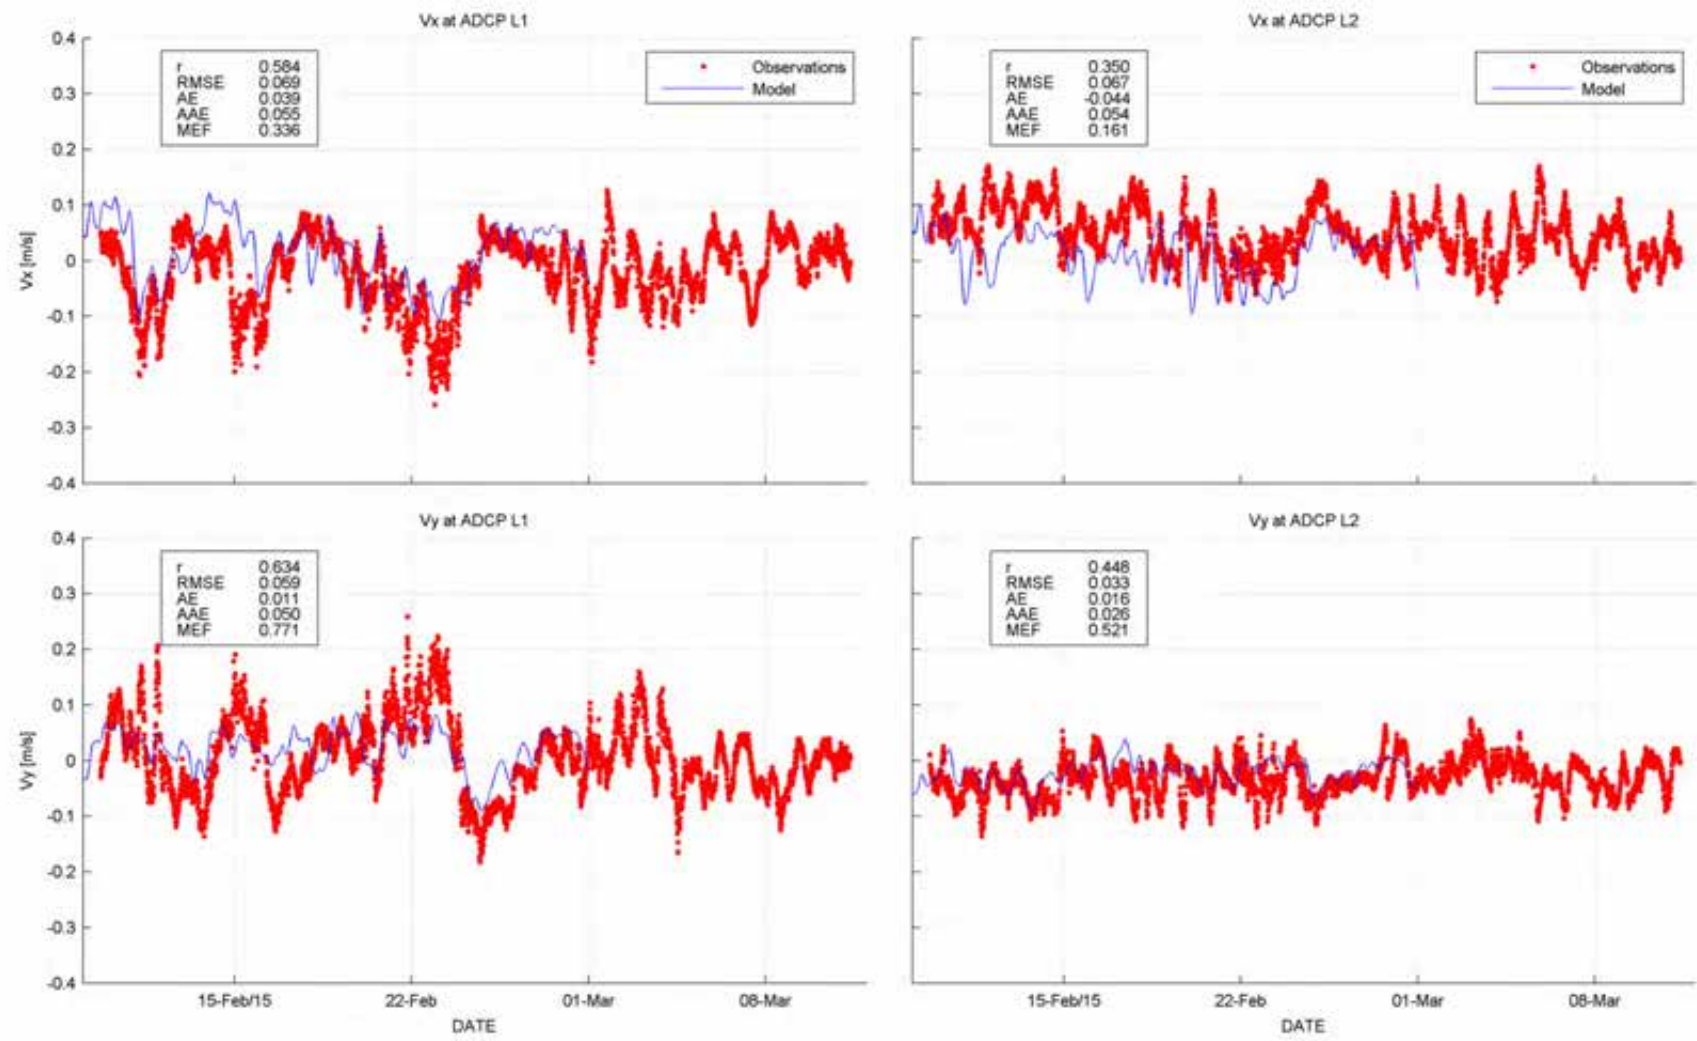 Vx at ADCP L1
0.4
0.3
0.2
0.1
0
-0.1
-0.2
-0.3
-0.4
Vx [m/s]
r 0.584
RMSE 0.069
AE 0.039
AAE 0.055
MEF 0.336
Observations
Model
Vx at ADCP L2
r 0.350
RMSE 0.067
AE -0.044
AAE 0.054
MEF 0.161
Observations
Model
Vy at ADCP L1
0.4
0.3
0.2
0.1
0
-0.1
-0.2
-0.3
-0.4
Vy [m/s]
r 0.634
RMSE 0.059
AE 0.011
AAE 0.050
MEF 0.771
15-Feb/15 22-Feb 01-Mar 08-Mar
DATE
Vy at ADCP L2
r 0.448
RMSE 0.033
AE 0.016
AAE 0.026
MEF 0.521
15-Feb/15 22-Feb 01-Mar 08-Mar
DATE